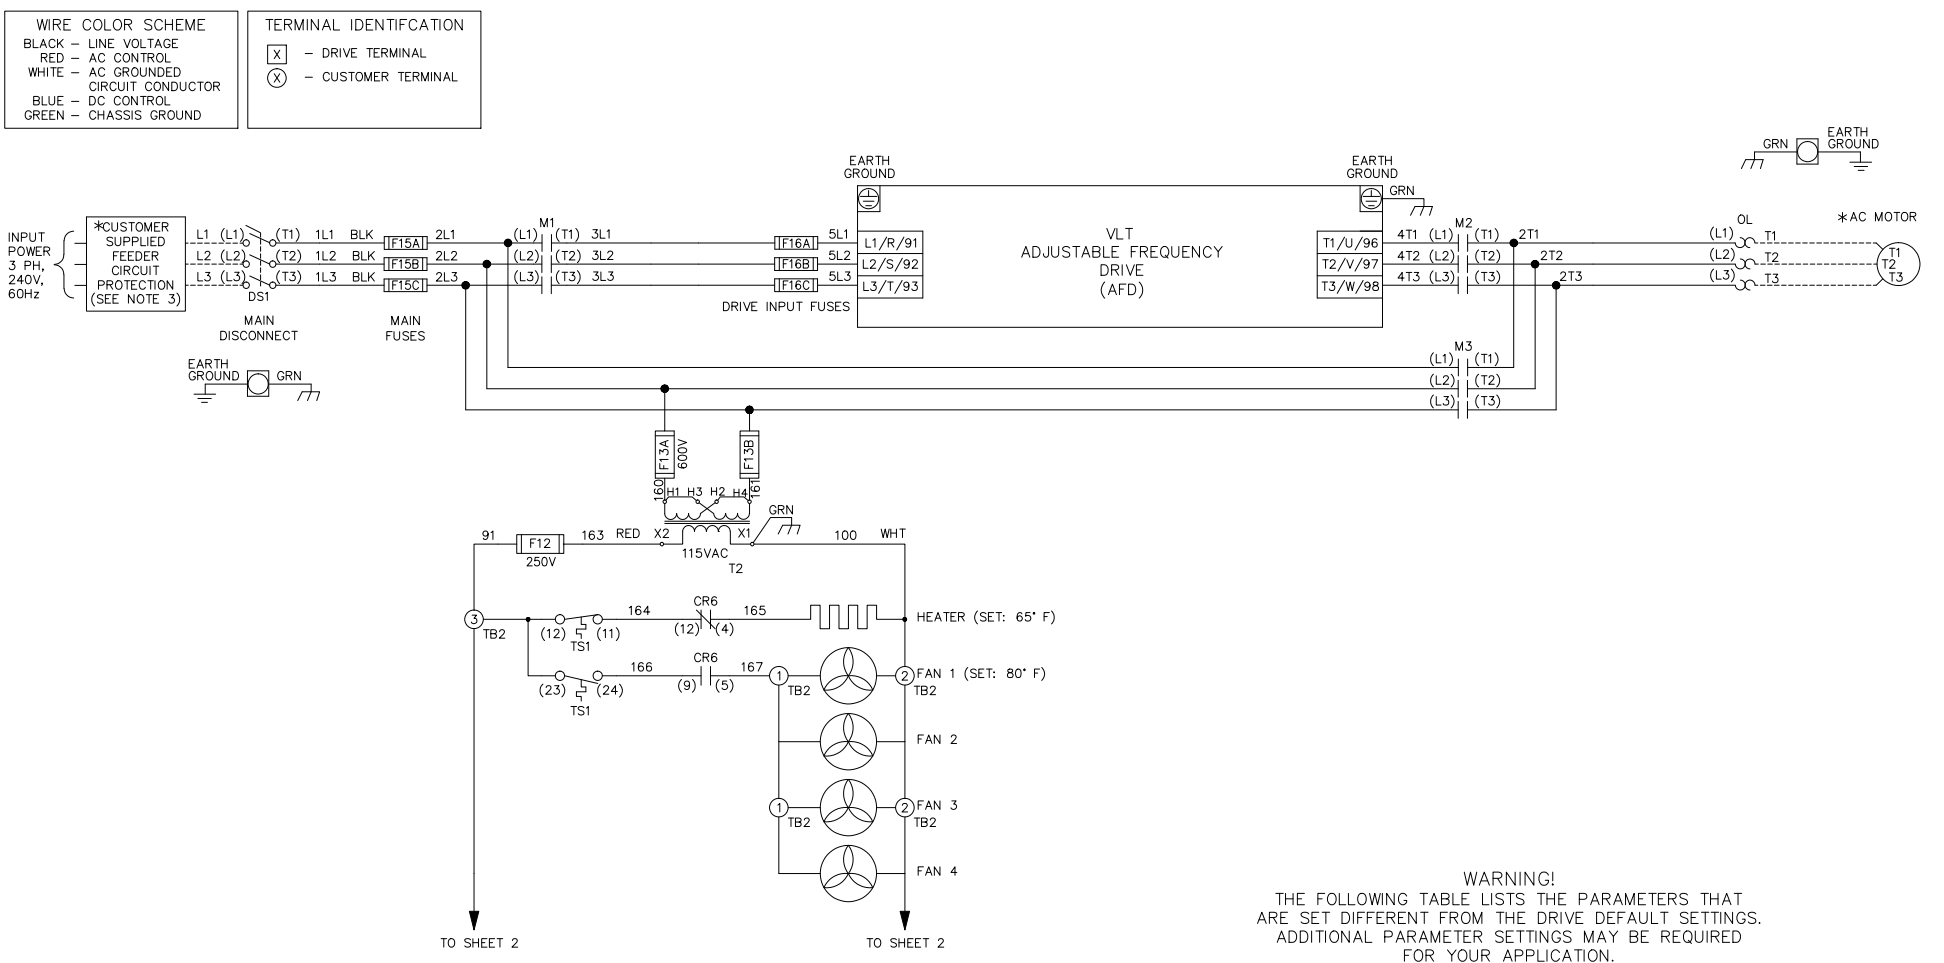 WIRE COLOR SCHEME
BLACK – LINE VOLTAGE
RED – AC CONTROL
WHITE – AC GROUNDED
CIRCUIT CONDUCTOR
BLUE – DC CONTROL
GREEN – CHASSIS GROUND
TERMINAL IDENTIFCATION
X – DRIVE TERMINAL
X – CUSTOMER TERMINAL
INPUT
POWER
3 PH,
240V,
60Hz
*CUSTOMER
SUPPLIED
FEEDER
CIRCUIT
PROTECTION
(SEE NOTE 3)
L1 (L1) (T1) 1L1 BLK F15A 2L1 (L1) M1 (T1) 3L1 F16A 5L1 L1/R/91
L2 (L2) (T2) 1L2 BLK F15B 2L2 (L2) (T2) 3L2 F16B 5L2 L2/S/92
L3 (L3) (T3) 1L3 BLK F15C 2L3 (L3) (T3) 3L3 F16C 5L3 L3/T/93
DS1
MAIN
DISCONNECT
MAIN
FUSES
DRIVE INPUT FUSES
EARTH
GROUND
VLT
ADJUSTABLE FREQUENCY
DRIVE
(AFD)
EARTH
GROUND
GRN
T1/U/96 4T1 (L1) M2 (T1) 2T1 (L1) OL T1
T2/V/97 4T2 (L2) (T2) 2T2 (L2) T2
T3/W/98 4T3 (L3) (T3) 2T3 (L3) T3
GRN
EARTH
GROUND
*AC MOTOR
T1
T2
T3
M3
(L1) (T1)
(L2) (T2)
(L3) (T3)
EARTH
GROUND
GRN
F13A
600V
F13B
160
161
H1 H3 H2 H4
GRN
91 F12 163 RED X2 X1 100 WHT
250V
115VAC
T2
3
TB2
(12) (11)
TS1
164
CR6
(12) (4)
165
HEATER (SET: 65° F)
(23) (24)
TS1
166
CR6
(9) (5)
167
1
TB2
2
TB2
FAN 1 (SET: 80° F)
FAN 2
1
TB2
2
TB2
FAN 3
FAN 4
TO SHEET 2
TO SHEET 2
WARNING!
THE FOLLOWING TABLE LISTS THE PARAMETERS THAT
ARE SET DIFFERENT FROM THE DRIVE DEFAULT SETTINGS.
ADDITIONAL PARAMETER SETTINGS MAY BE REQUIRED
FOR YOUR APPLICATION.